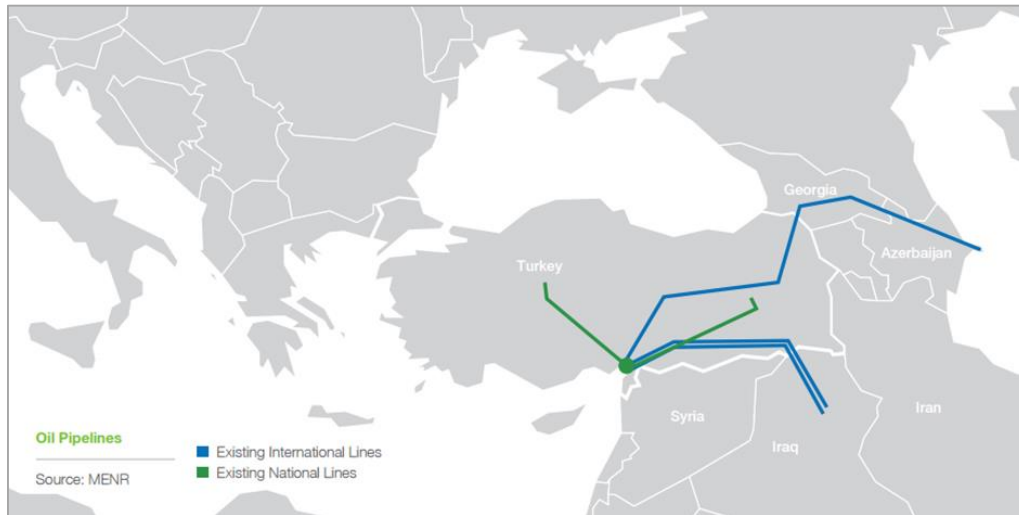 Georgia
Azerbaijan
Turkey
Syria
Iraq
Iran
Oil Pipelines
Source: MENR
Existing International Lines
Existing National Lines